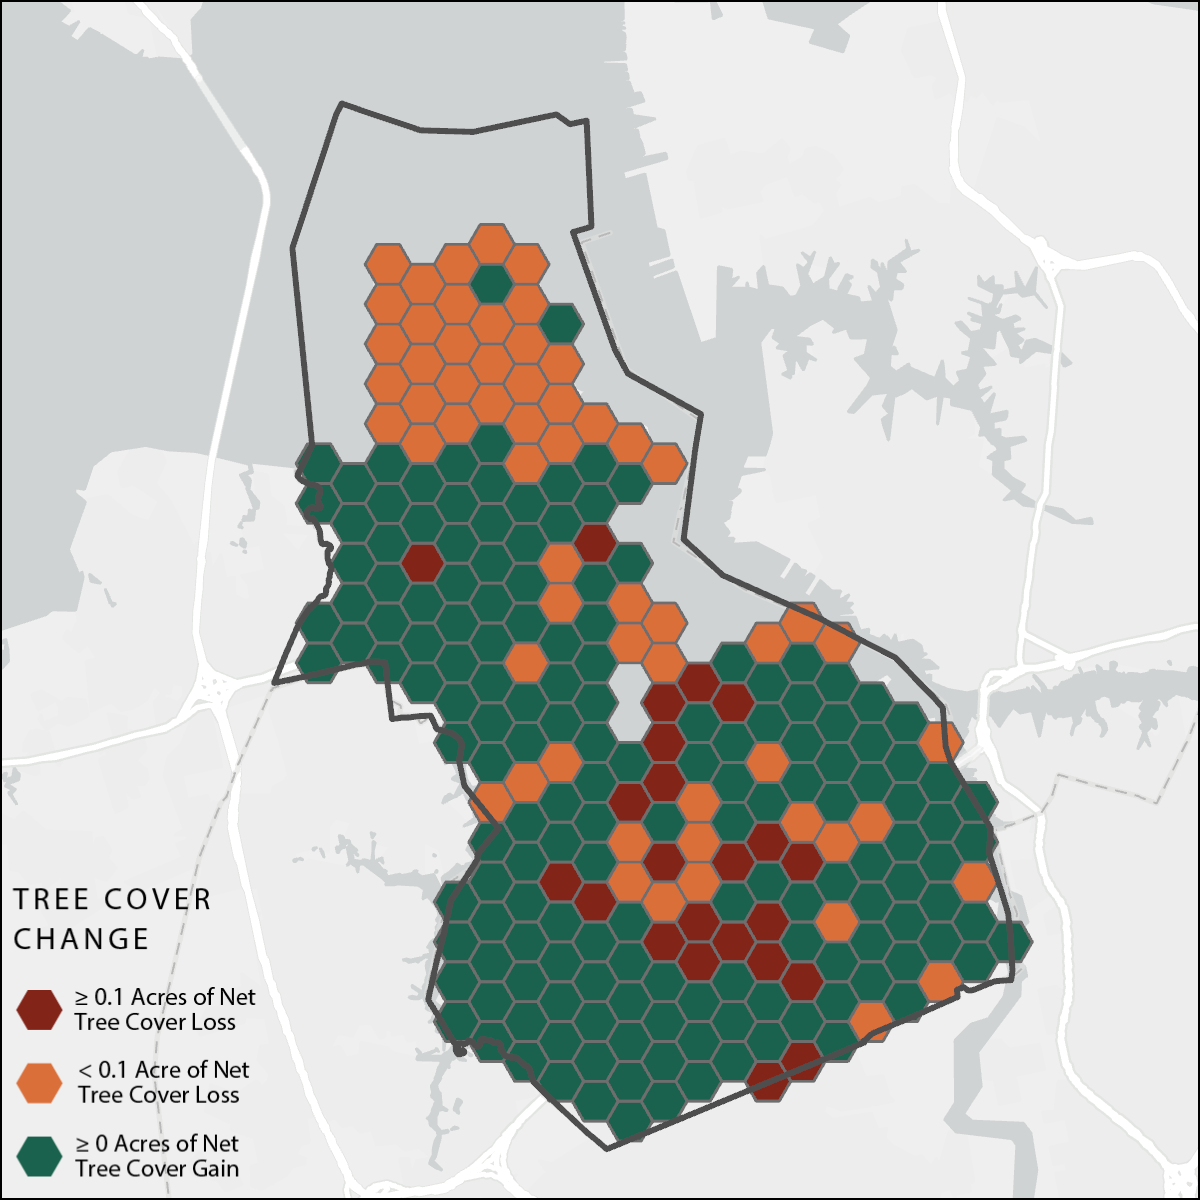 TREE COVER
CHANGE
≥ 0.1 Acres of Net
Tree Cover Loss
< 0.1 Acre of Net
Tree Cover Loss
≥ 0 Acres of Net
Tree Cover Gain